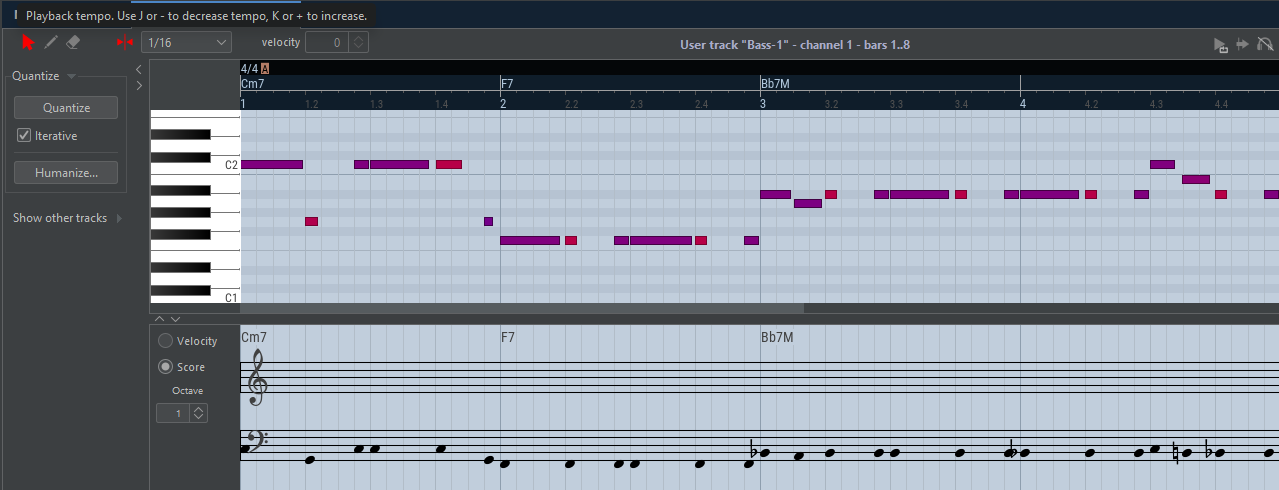 Playback tempo. Use J or - to decrease tempo, K or + to increase.
1/16
velocity
0
User track "Bass-1" - channel 1 - bars 1..8
Quantize
Quantize
Iterative
Humanize...
Show other tracks
4/4 A
Cm7 F7 Bb7M
1 1.2 1.3 1.4 2 2.2 2.3 2.4 3 3.2 3.3 3.4 4 4.2 4.3 4.4
C2
C1
Velocity
Score
Octave
1
Cm7 F7 Bb7M